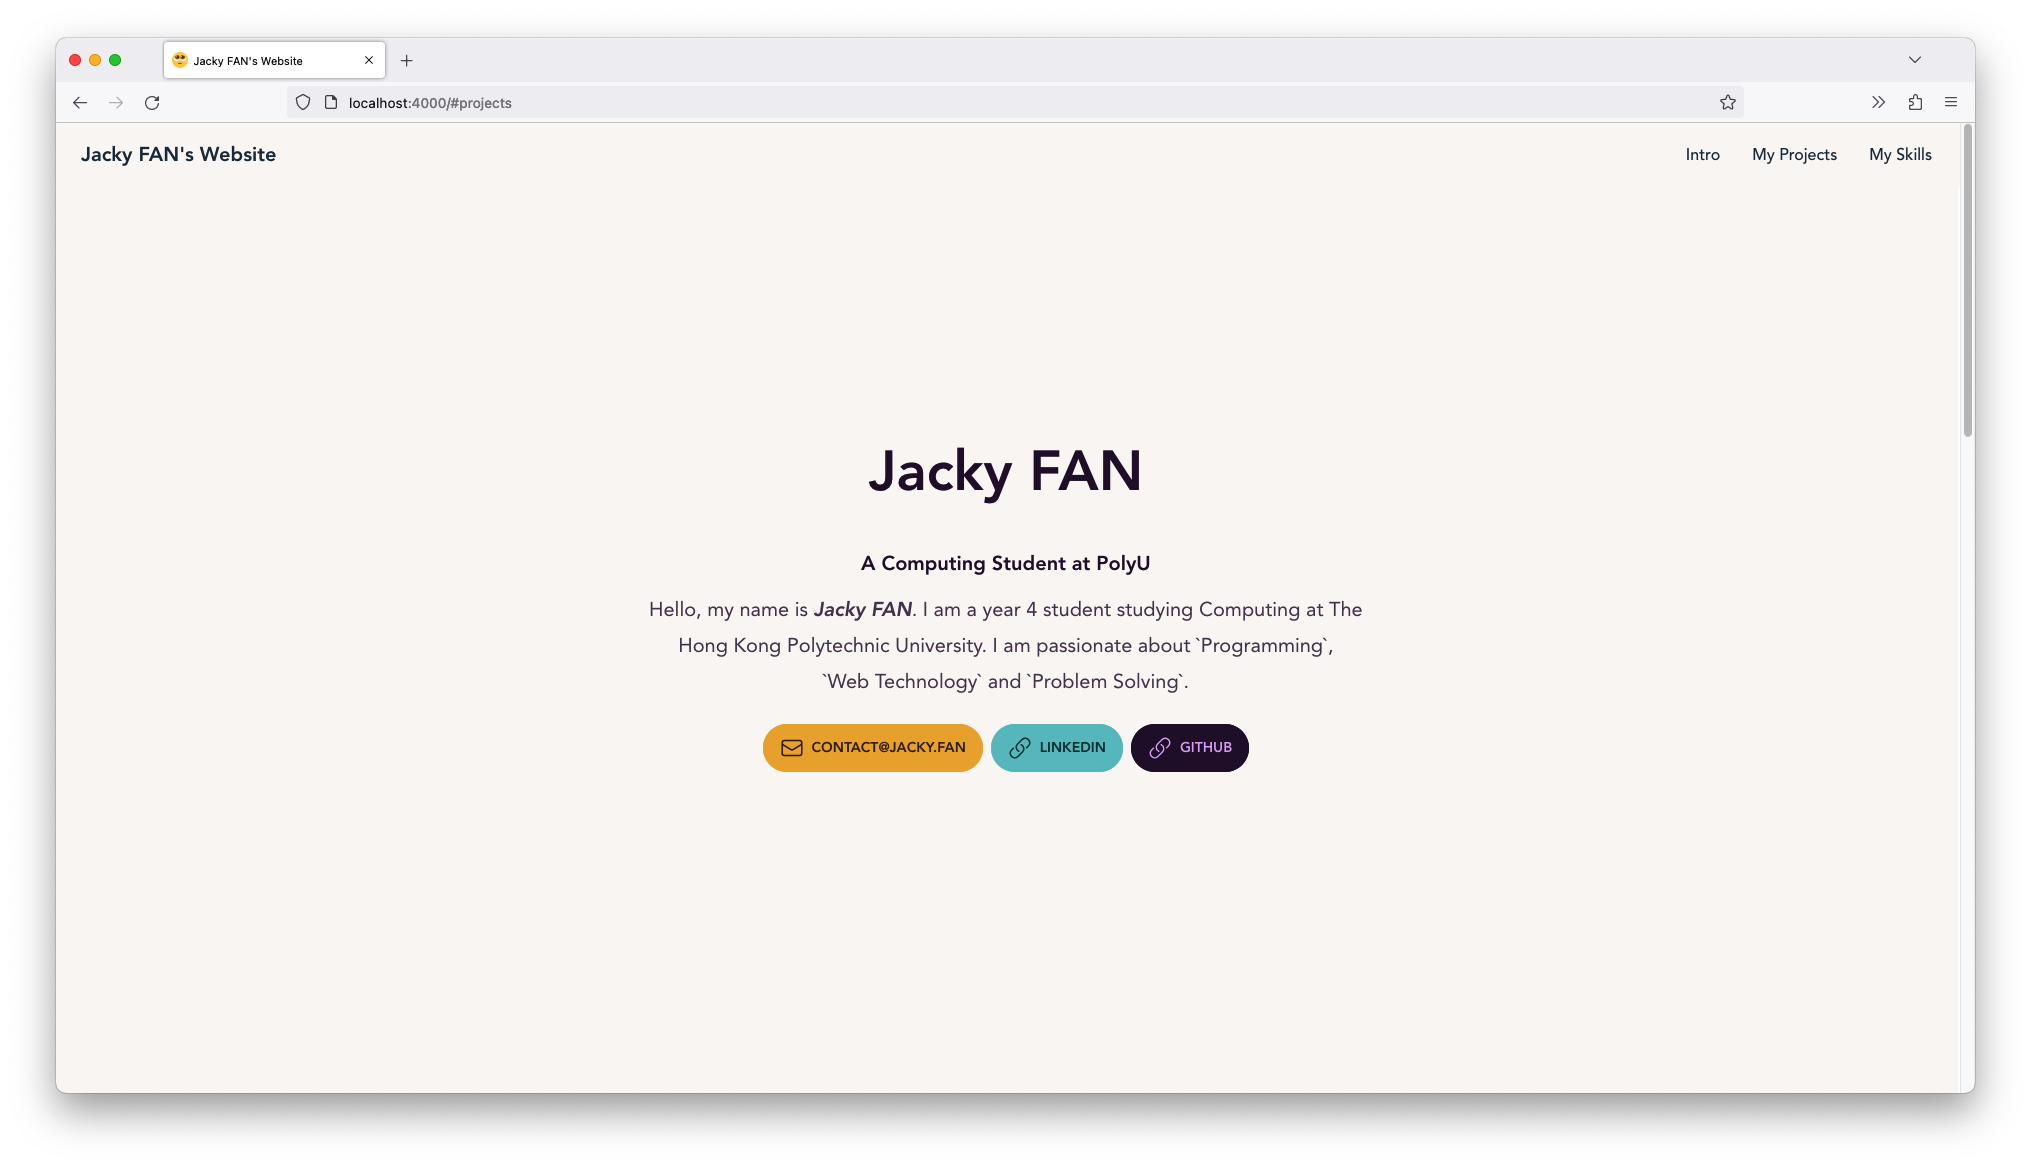 Jacky FAN's Website
localhost:4000/#projects
Jacky FAN's Website
Intro My Projects My Skills
Jacky FAN
A Computing Student at PolyU
Hello, my name is Jacky FAN. I am a year 4 student studying Computing at The
Hong Kong Polytechnic University. I am passionate about `Programming`,
`Web Technology` and `Problem Solving`.
CONTACT@JACKY.FAN LINKEDIN GITHUB